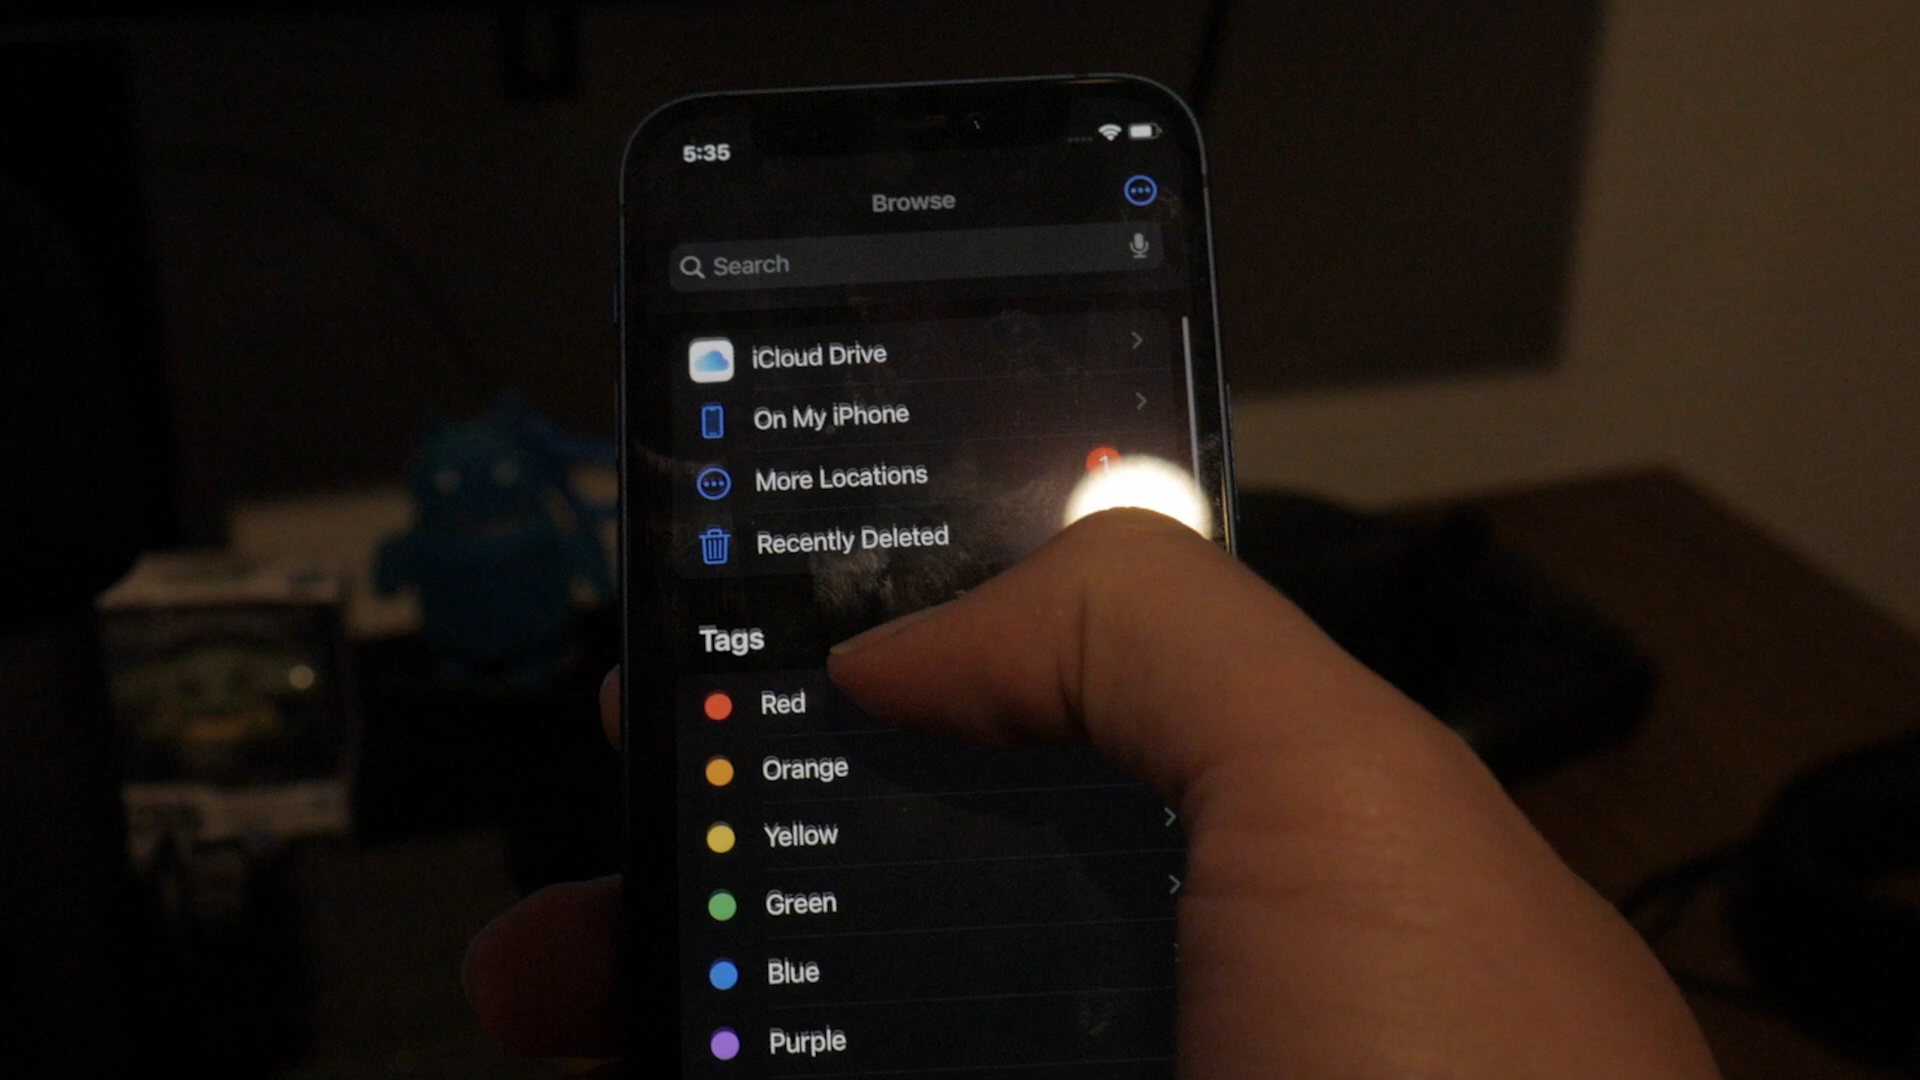 5:35
Browse
Search
iCloud Drive
On My iPhone
More Locations
1
Recently Deleted
Tags
Red
Orange
Yellow
Green
Blue
Purple